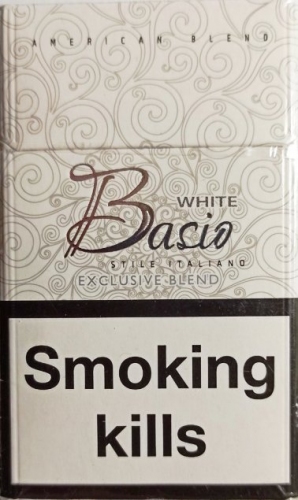 AMERICAN BLEND
WHITE
Basio
STILE ITALIANO
EXCLUSIVE BLEND
Smoking
kills